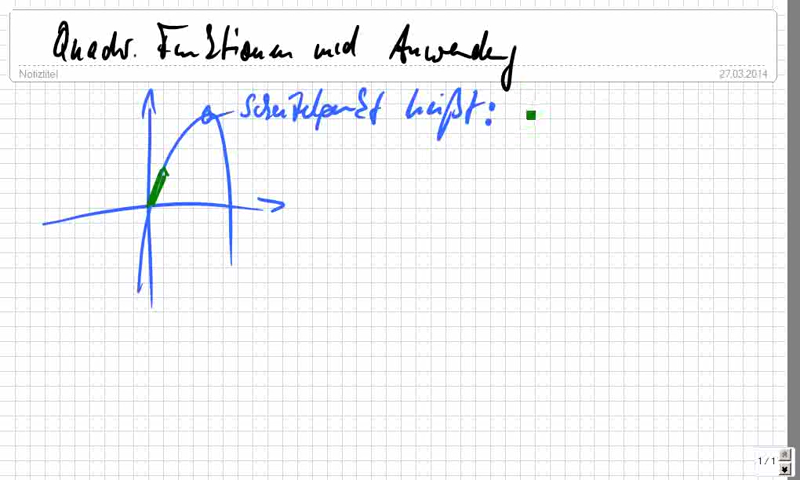 Quadr. Funktionen und Anwendung
Notiztitel
27.03.2014
Scheitelpunkt heißt:
1/1